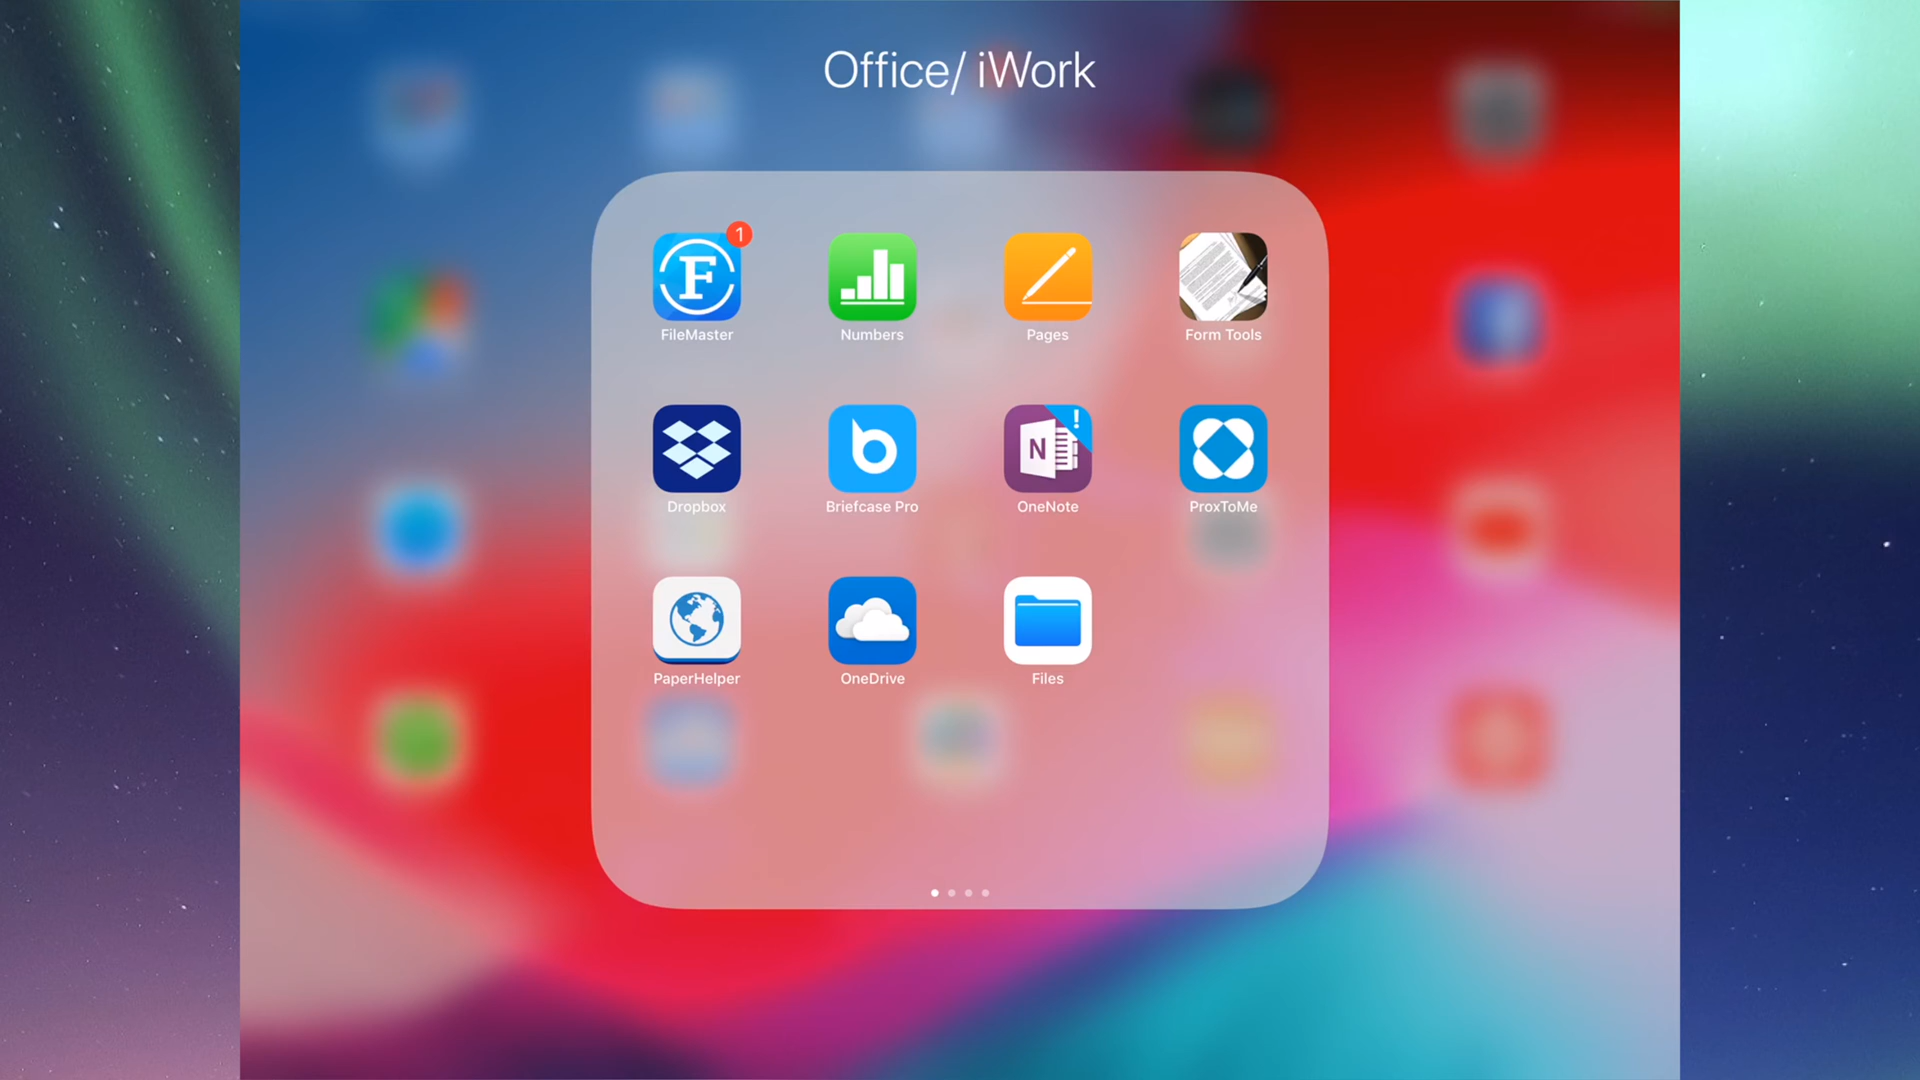 Office/ iWork
1
F
FileMaster
Numbers
Pages
Form Tools
Dropbox
b
Briefcase Pro
N
!
OneNote
ProxToMe
PaperHelper
OneDrive
Files